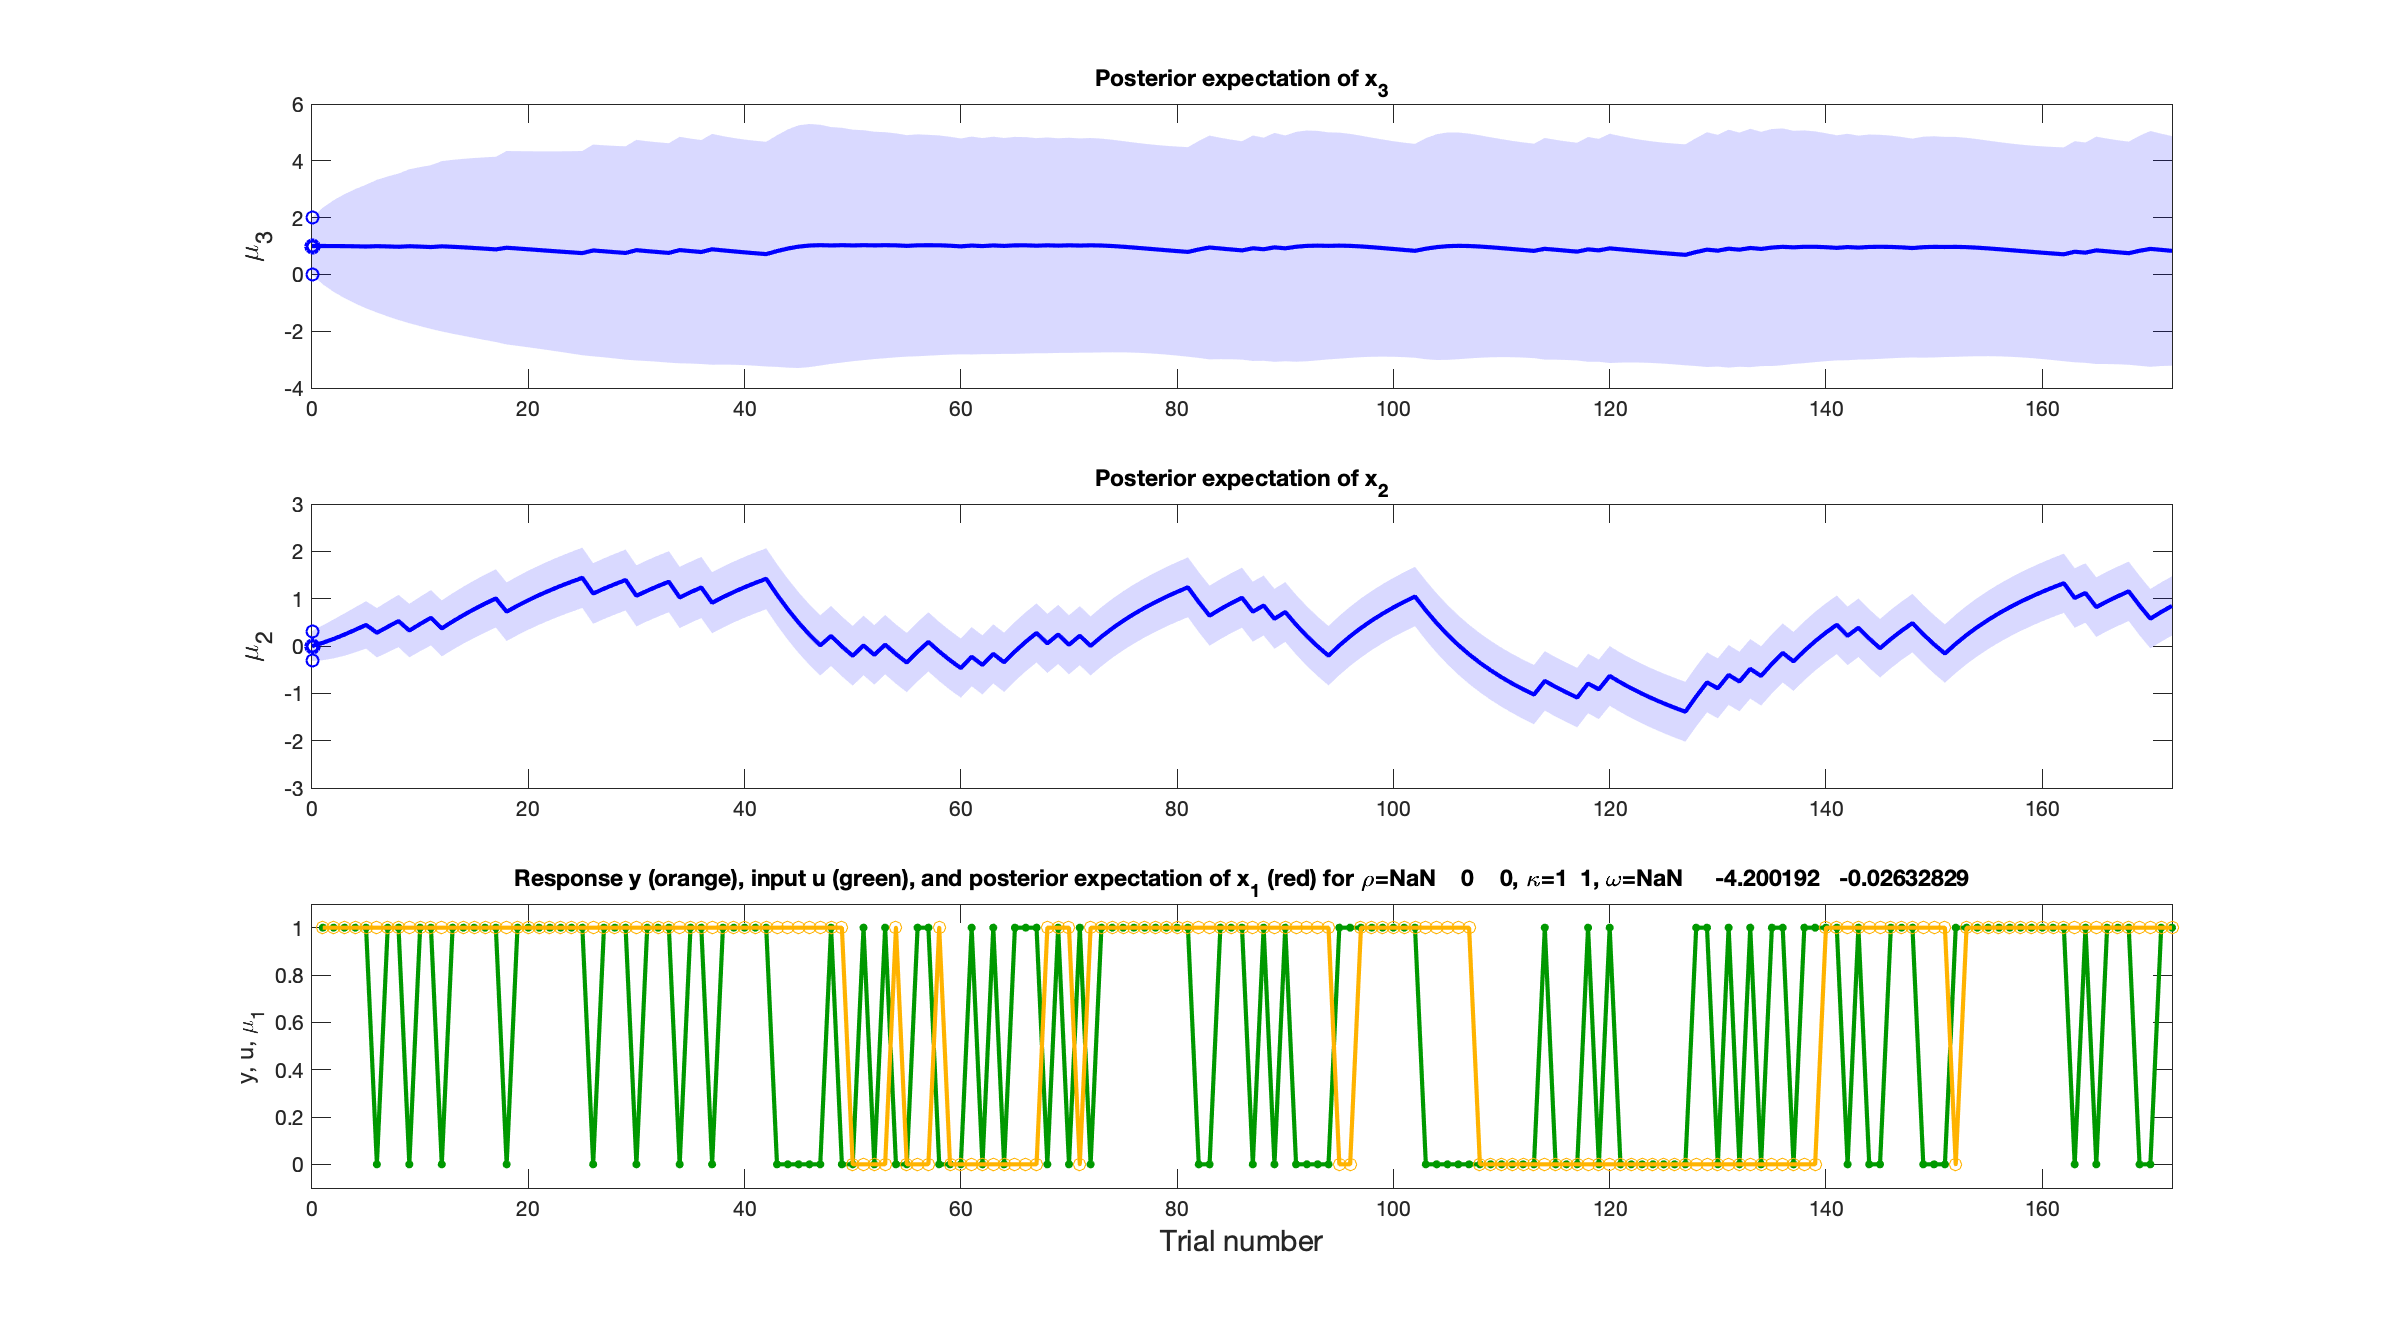 Posterior expectation of x3
6
4
2
0
-2
-4
μ3
0 20 40 60 80 100 120 140 160
Posterior expectation of x2
3
2
1
0
-1
-2
-3
μ2
0 20 40 60 80 100 120 140 160
Response y (orange), input u (green), and posterior expectation of x1 (red) for ρ=NaN 0 0, κ=1 1, ω=NaN -4.200192 -0.02632829
1
0.8
0.6
0.4
0.2
0
y, u, μ1
0 20 40 60 80 100 120 140 160
Trial number